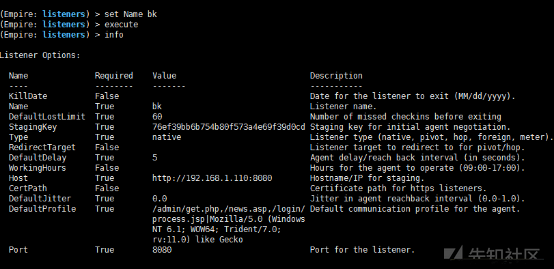 (Empire: listeners) > set Name bk
(Empire: listeners) > execute
(Empire: listeners) > info
Listener Options:
Name Required Value Description
---- -------- ------- -----------
KillDate False Date for the listener to exit (MM/dd/yyyy).
Name True bk Listener name.
DefaultLostLimit True 60 Number of missed checkins before exiting
StagingKey True 76ef39bb6b754b80f573a4e69f39d0cd Staging key for initial agent negotiation.
Type True native Listener type (native, pivot, hop, foreign, meter).
RedirectTarget False Listener target to redirect to for pivot/hop.
DefaultDelay True 5 Agent delay/reach back interval (in seconds).
WorkingHours False Hours for the agent to operate (09:00-17:00).
Host True http://192.168.1.110:8080 Hostname/IP for staging.
CertPath False Certificate path for https listeners.
DefaultJitter True 0.0 Jitter in agent reachback interval (0.0-1.0).
DefaultProfile True /admin/get.php,/news.asp,/login/ Default communication profile for the agent.
process.jsp|Mozilla/5.0 (Windows
NT 6.1; WOW64; Trident/7.0;
rv:11.0) like Gecko
Port True 8080 Port for the listener.
先知社区